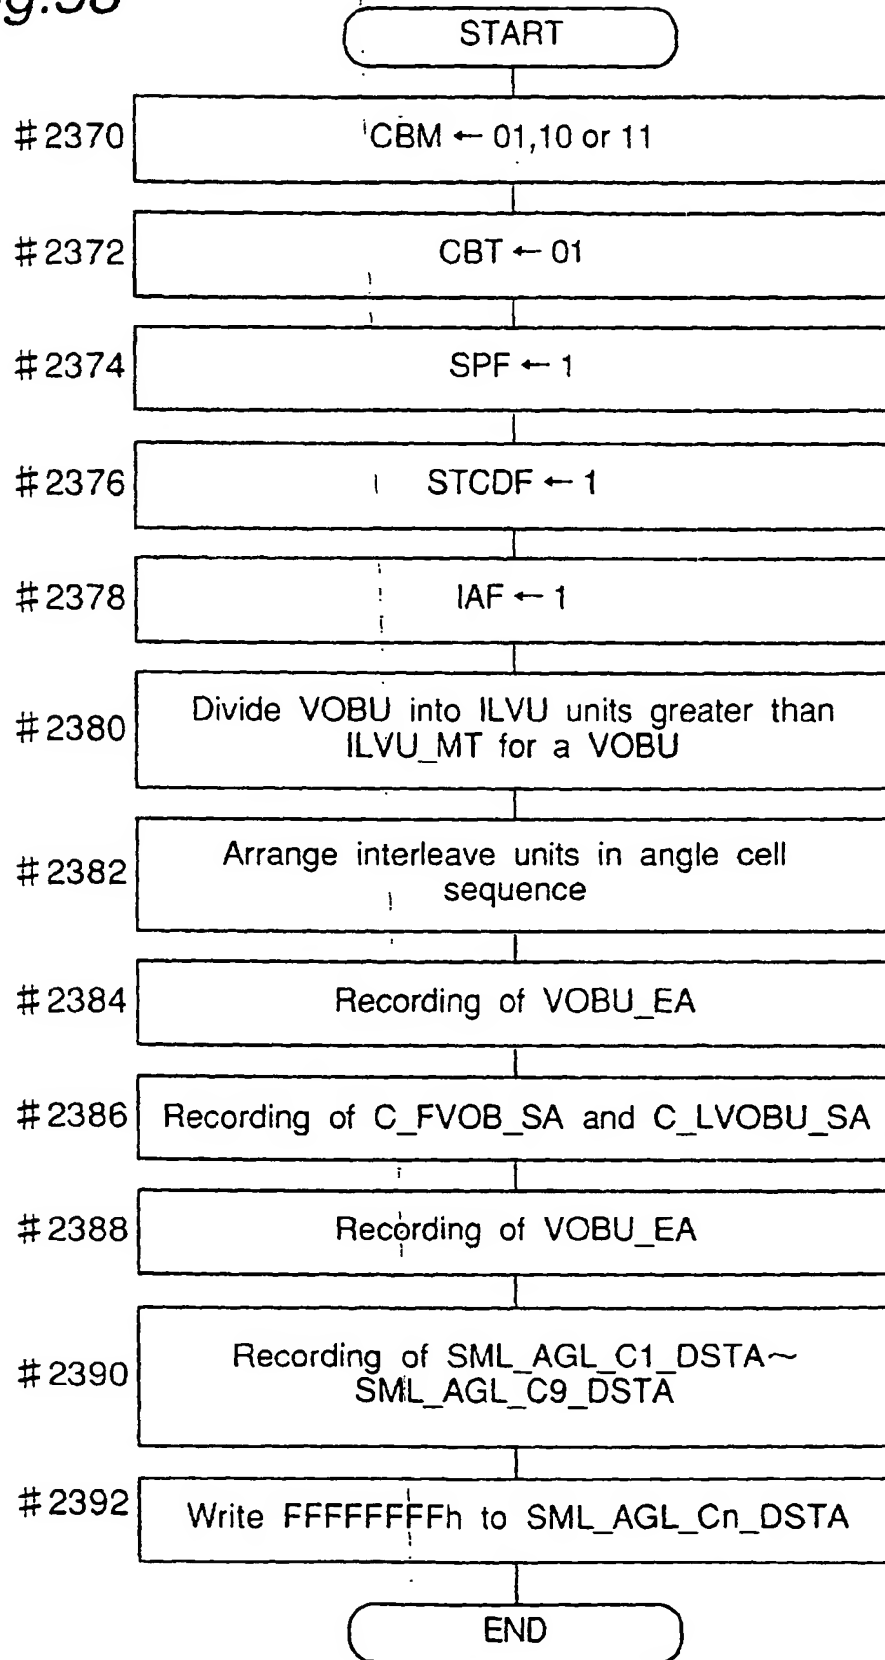 g.58
START
#2370
CBM ← 01,10 or 11
#2372
CBT ← 01
#2374
SPF ← 1
#2376
STCDF ← 1
#2378
IAF ← 1
#2380
Divide VOBU into ILVU units greater than
ILVU_MT for a VOBU
#2382
Arrange interleave units in angle cell
sequence
#2384
Recording of VOBU_EA
#2386
Recording of C_FVOB_SA and C_LVOBU_SA
#2388
Recording of VOBU_EA
#2390
Recording of SML_AGL_C1_DSTA~
SML_AGL_C9_DSTA
#2392
Write FFFFFFFFh to SML_AGL_Cn_DSTA
END